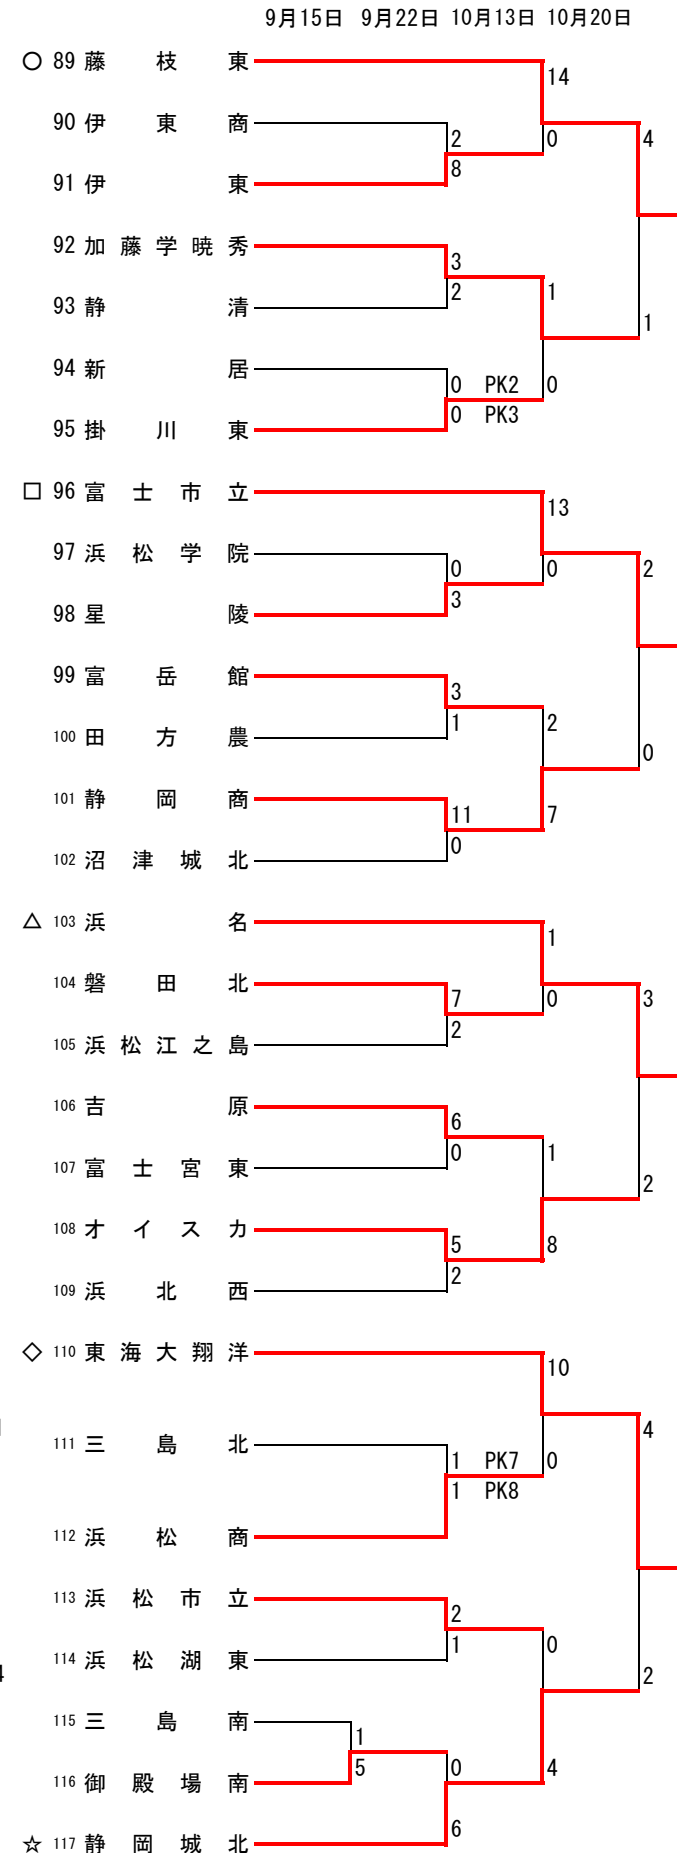 9月15日 9月22日 10月13日 10月20日
○ 89 藤枝東
14
90 伊東商
2 0 4
8
91 伊東
92 加藤学暁秀
3
2 1
93 静清
1
94 新居
0 PK2 0
0 PK3
95 掛川東
□ 96 富士市立
13
97 浜松学院
0 0 2
3
98 星陵
99 富岳館
3
1 2
100 田方農
0
101 静岡商
11 7
0
102 沼津城北
△ 103 浜名
1
104 磐田北
7 0 3
2
105 浜松江之島
106 吉原
6
0 1
107 富士宮東
2
108 オイスカ
5 8
2
109 浜北西
◇ 110 東海大翔洋
10
4
111 三島北
1 PK7 0
1 PK8
112 浜松商
113 浜松市立
2
1 0
114 浜松湖東
2
115 三島南
1
5 0 4
116 御殿場南
6
☆ 117 静岡城北